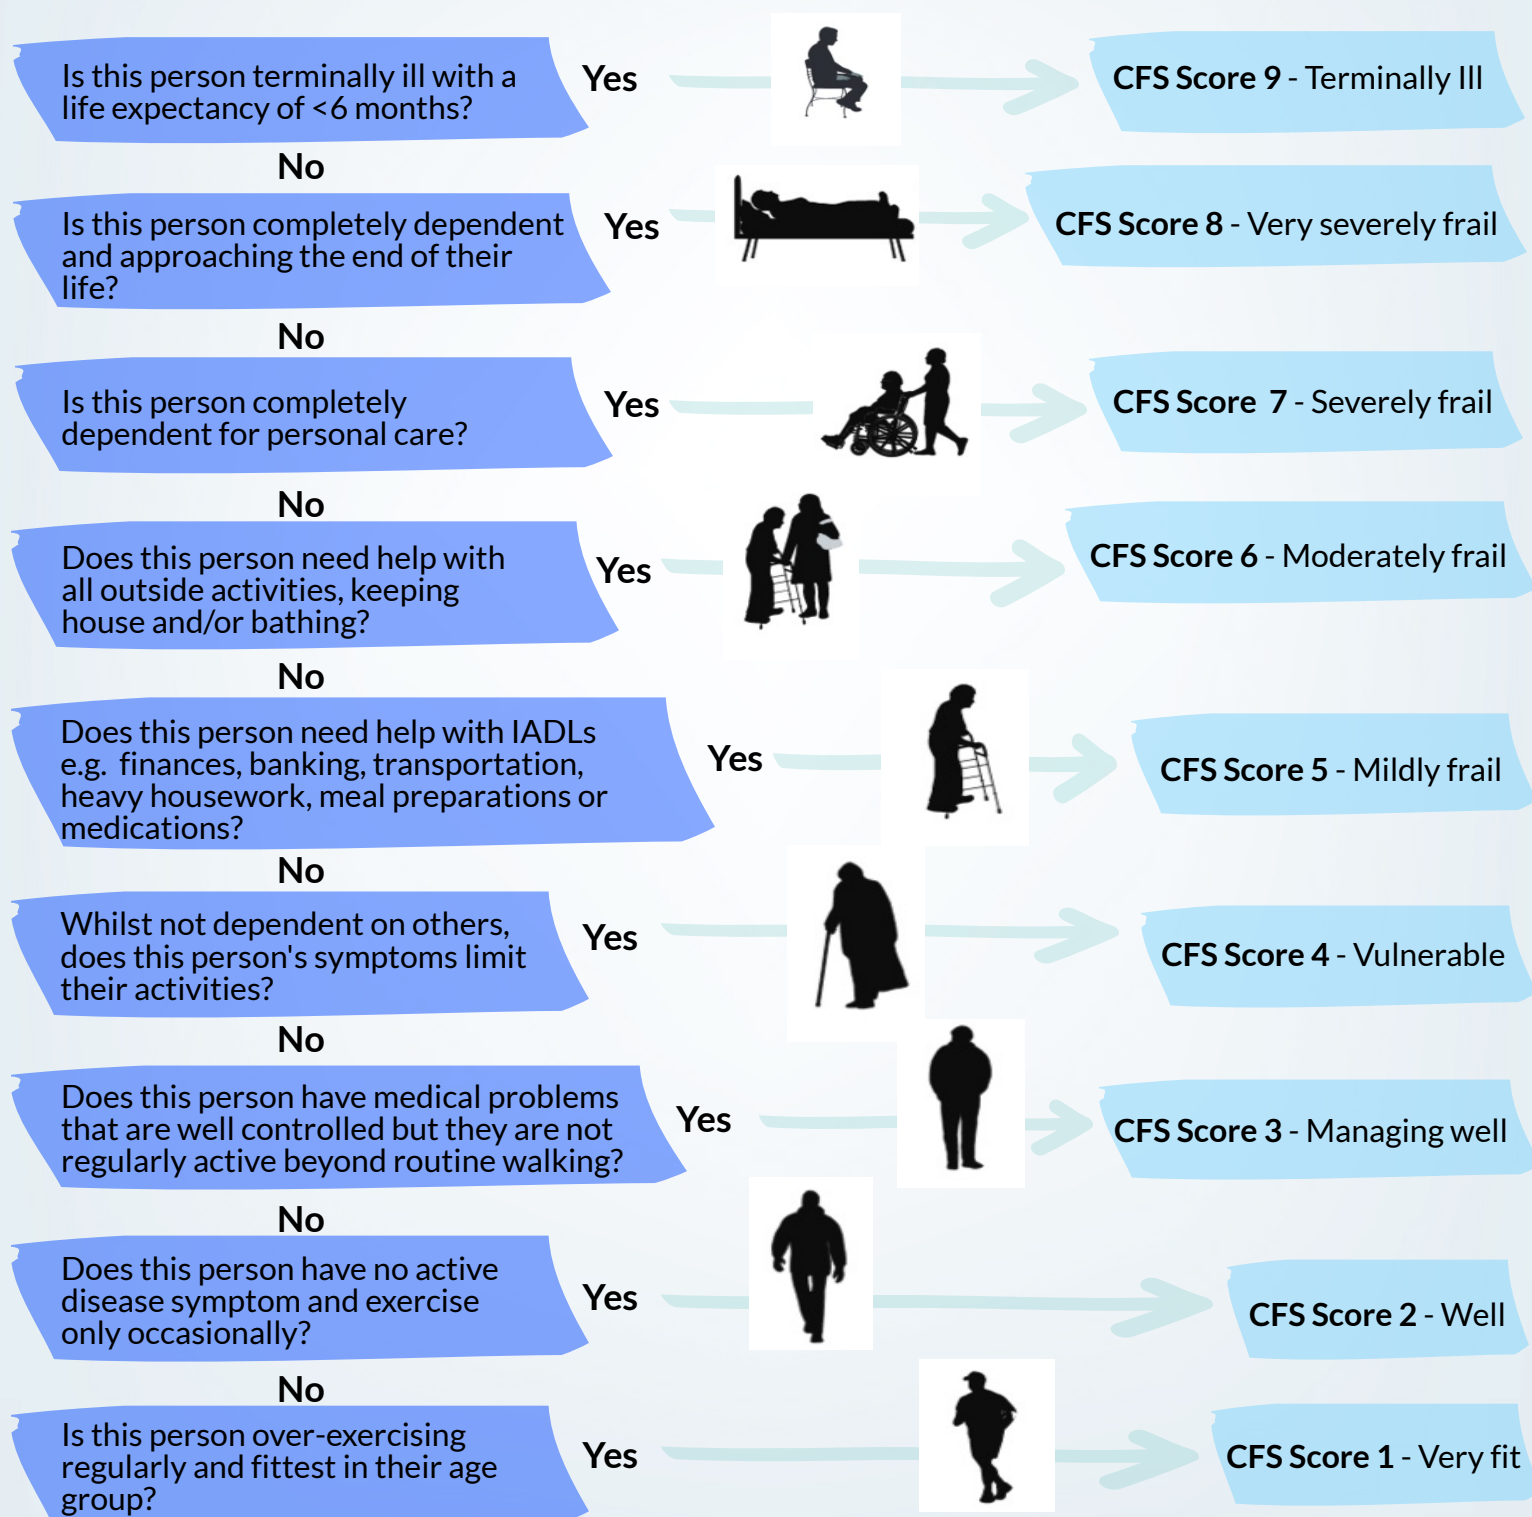 Is this person terminally ill with a
life expectancy of <6 months?
Yes
CFS Score 9 - Terminally Ill
No
Is this person completely dependent
and approaching the end of their
life?
Yes
CFS Score 8 - Very severely frail
No
Is this person completely
dependent for personal care?
Yes
CFS Score 7 - Severely frail
No
Does this person need help with
all outside activities, keeping
house and/or bathing?
Yes
CFS Score 6 - Moderately frail
No
Does this person need help with IADLs
e.g. finances, banking, transportation,
heavy housework, meal preparations or
medications?
Yes
CFS Score 5 - Mildly frail
No
Whilst not dependent on others,
does this person's symptoms limit
their activities?
Yes
CFS Score 4 - Vulnerable
No
Does this person have medical problems
that are well controlled but they are not
regularly active beyond routine walking?
Yes
CFS Score 3 - Managing well
No
Does this person have no active
disease symptom and exercise
only occasionally?
Yes
CFS Score 2 - Well
No
Is this person over-exercising
regularly and fittest in their age
group?
Yes
CFS Score 1 - Very fit